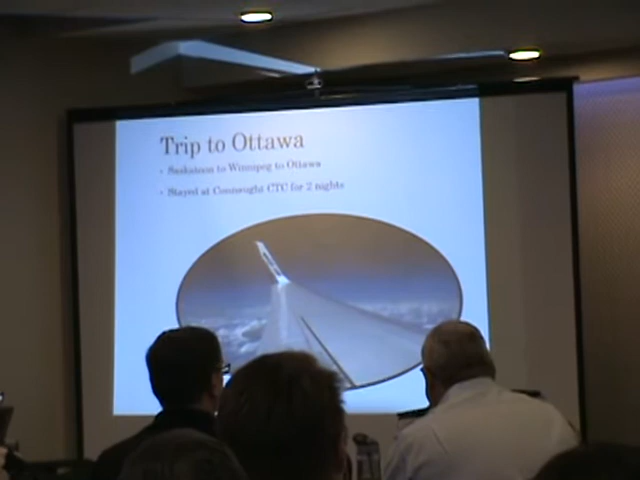 Trip to Ottawa
• Saskatoon to Winnipeg to Ottawa
• Stayed at Connaught CTC for 2 nights